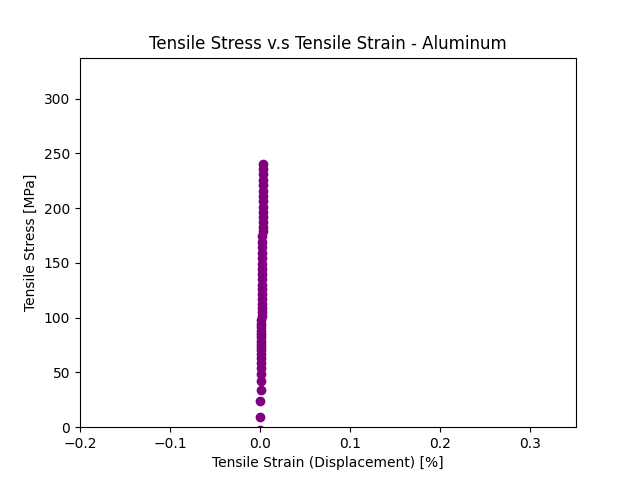 Tensile Stress v.s Tensile Strain - Aluminum
300
250
200
150
100
50
0
Tensile Stress [MPa]
−0.2 −0.1 0.0 0.1 0.2 0.3
Tensile Strain (Displacement) [%]